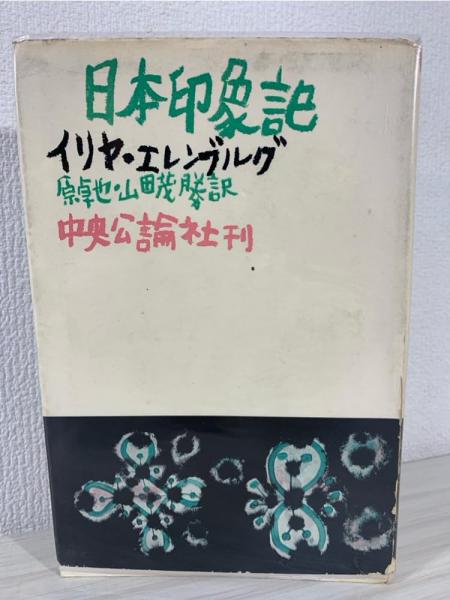 日本印象記
イリヤ・エレンブルグ
原卓也・山田茂勝訳
中央公論社刊